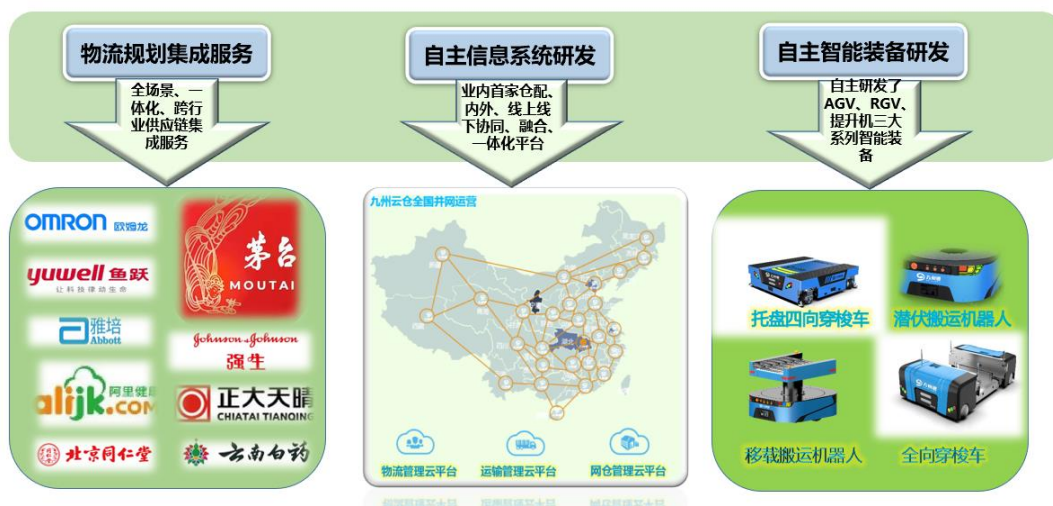 物流规划集成服务
全场景、一
体化、跨行
业供应链集
成服务
自主信息系统研发
业内首家仓配、
内外、线上线
下协同、融合、
一体化平台
自主智能装备研发
自主研发了
AGV、RGV、
提升机三大
系列智能装
备
OMRON 欧姆龙
yuwell 鱼跃
让科技律动生命
雅培
Abbott
阿里健康
alijk.COM
北京同仁堂
茅台
MOUTAI
Johnson+Johnson
强生
正大天晴
CHIATAI TIANQING
云南白药
九州云仓全国并网运营
湖北
物流管理云平台
运输管理云平台
网仓管理云平台
托盘四向穿梭车
潜伏搬运机器人
移载搬运机器人
全向穿梭车